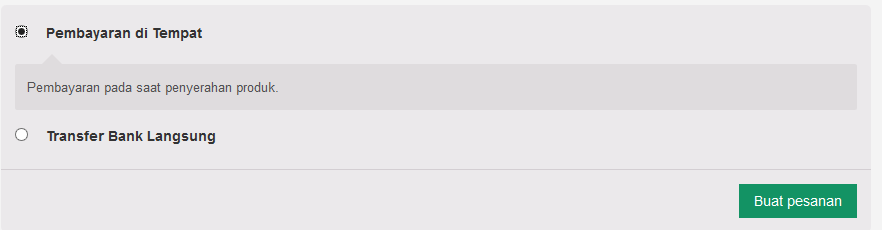 Pembayaran di Tempat
Pembayaran pada saat penyerahan produk.
Transfer Bank Langsung
Buat pesanan